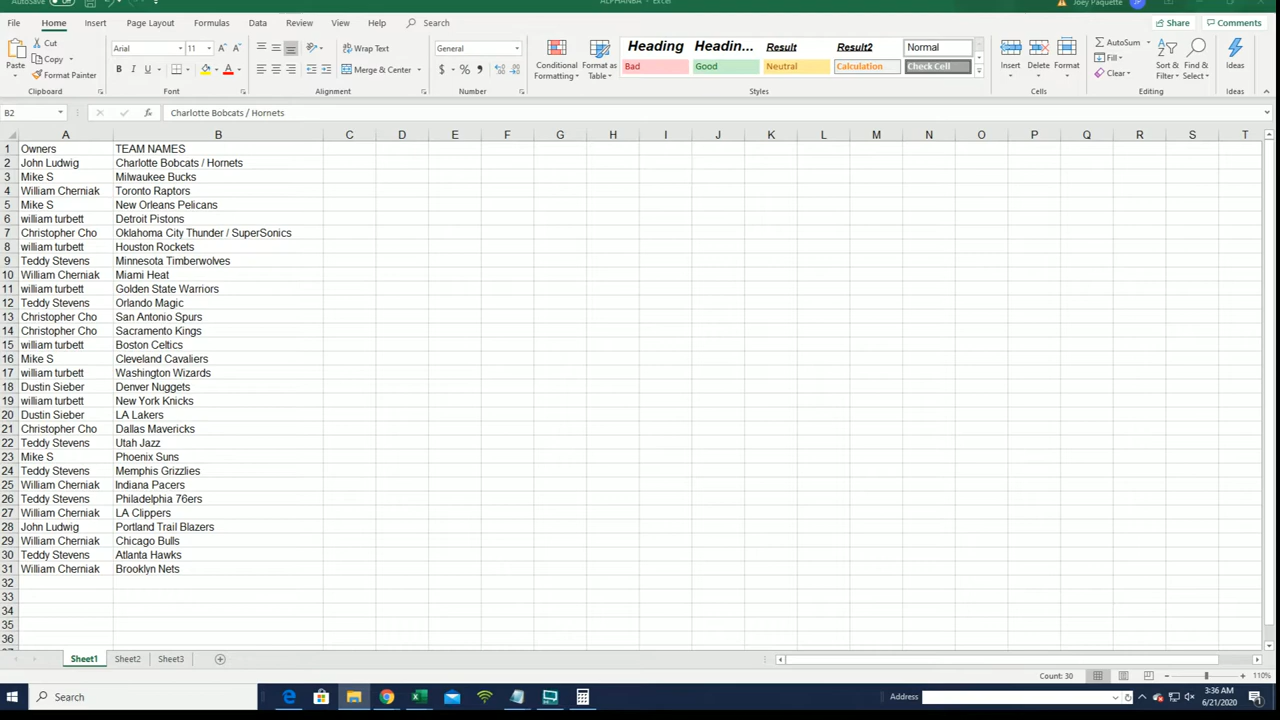 AutoSave Off ALPHANBA - Excel Joey Paquette JP
File Home Insert Page Layout Formulas Data Review View Help Search Share Comments
Paste Cut Copy Format Painter Clipboard
Arial 11 A A B I U A Font
Wrap Text Merge & Center Alignment
General $ % , Number
Conditional Formatting Format as Table
Heading Headin... Result Result2 Normal
Bad Good Neutral Calculation Check Cell
Styles
Insert Delete Format Cells
AutoSum Fill Clear Sort & Filter Find & Select Editing
Ideas Ideas
B2 fx Charlotte Bobcats / Hornets
A B C D E F G H I J K L M N O P Q R S T
1 Owners TEAM NAMES
2 John Ludwig Charlotte Bobcats / Hornets
3 Mike S Milwaukee Bucks
4 William Cherniak Toronto Raptors
5 Mike S New Orleans Pelicans
6 william turbett Detroit Pistons
7 Christopher Cho Oklahoma City Thunder / SuperSonics
8 william turbett Houston Rockets
9 Teddy Stevens Minnesota Timberwolves
10 William Cherniak Miami Heat
11 william turbett Golden State Warriors
12 Teddy Stevens Orlando Magic
13 Christopher Cho San Antonio Spurs
14 Christopher Cho Sacramento Kings
15 william turbett Boston Celtics
16 Mike S Cleveland Cavaliers
17 william turbett Washington Wizards
18 Dustin Sieber Denver Nuggets
19 william turbett New York Knicks
20 Dustin Sieber LA Lakers
21 Christopher Cho Dallas Mavericks
22 Teddy Stevens Utah Jazz
23 Mike S Phoenix Suns
24 Teddy Stevens Memphis Grizzlies
25 William Cherniak Indiana Pacers
26 Teddy Stevens Philadelphia 76ers
27 William Cherniak LA Clippers
28 John Ludwig Portland Trail Blazers
29 William Cherniak Chicago Bulls
30 Teddy Stevens Atlanta Hawks
31 William Cherniak Brooklyn Nets
32
33
34
35
36
Sheet1 Sheet2 Sheet3
Count: 30 110%
Search Address 3:36 AM
6/21/2020